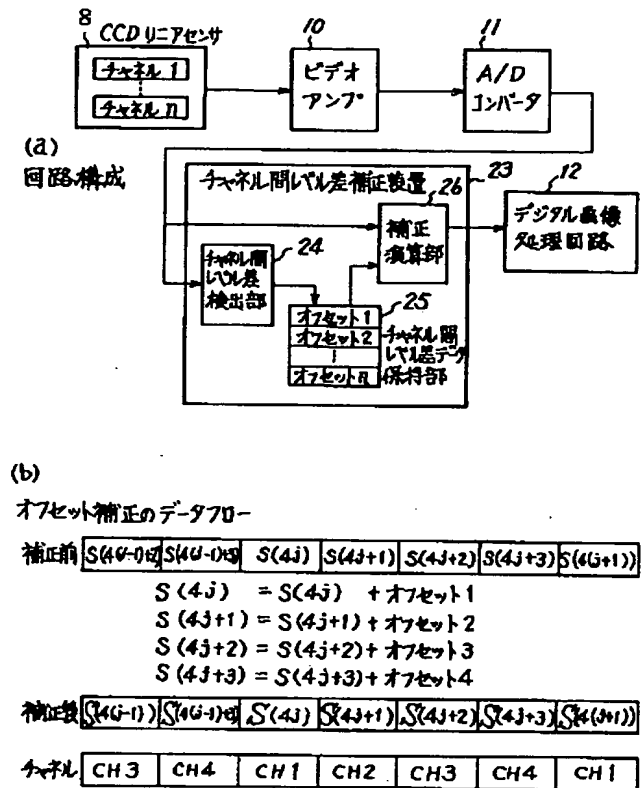 8
CCDリニアセンサ
チャネル 1
チャネル n
10
ビデオ
アンプ
11
A/D
コンバータ
(a)
回路構成
チャネル間レベル差補正装置
23
24
チャネル間
レベル差
検出部
26
補正
演算部
12
デジタル画像
処理回路
25
オフセット1
オフセット2
オフセットn
チャネル間
レベル差データ
保持部
(b)
オフセット補正のデータフロー
補正前 S(4j) S(4j+1) S(4j+2) S(4j+3) S(4(j+1))
S(4j) = S(4j) + オフセット1
S(4j+1) = S(4j+1) + オフセット2
S(4j+2) = S(4j+2) + オフセット3
S(4j+3) = S(4j+3) + オフセット4
補正後 S(4j) S(4j+1) S(4j+2) S(4j+3) S(4(j+1))
チャネル CH3 CH4 CH1 CH2 CH3 CH4 CH1